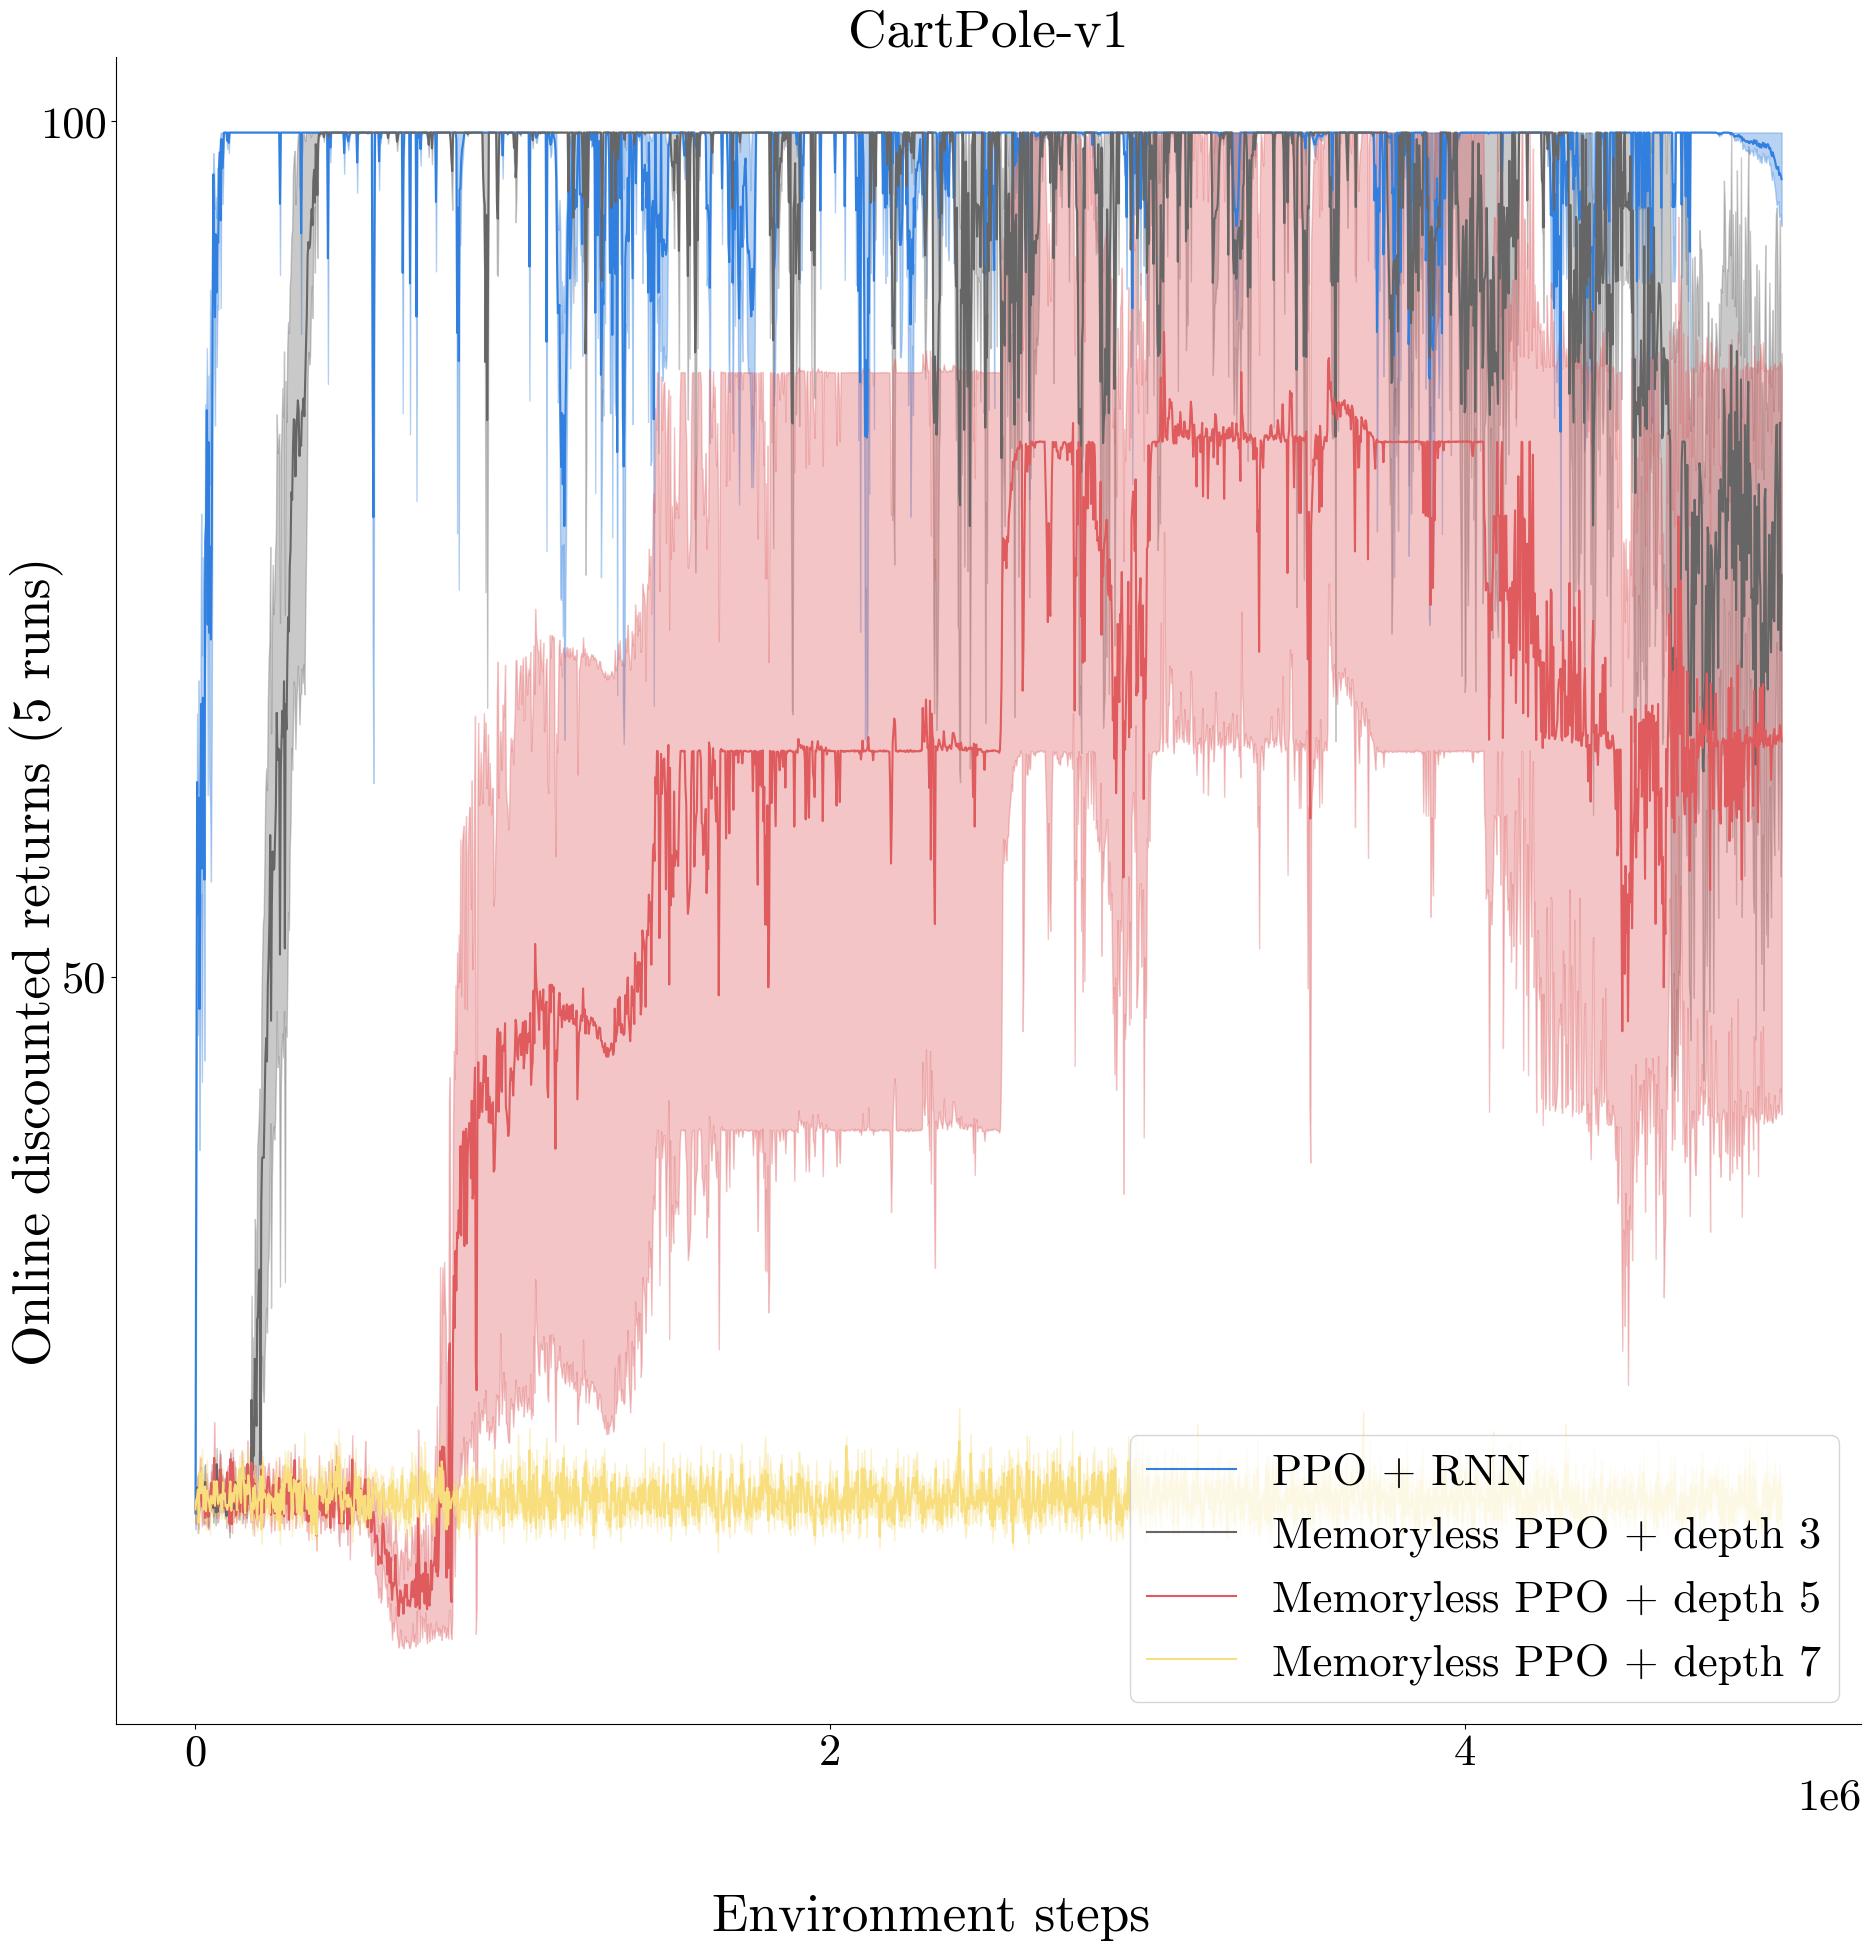 CartPole-v1
100
50
Online discounted returns (5 runs)
PPO + RNN
Memoryless PPO + depth 3
Memoryless PPO + depth 5
Memoryless PPO + depth 7
0
2
4
1e6
Environment steps